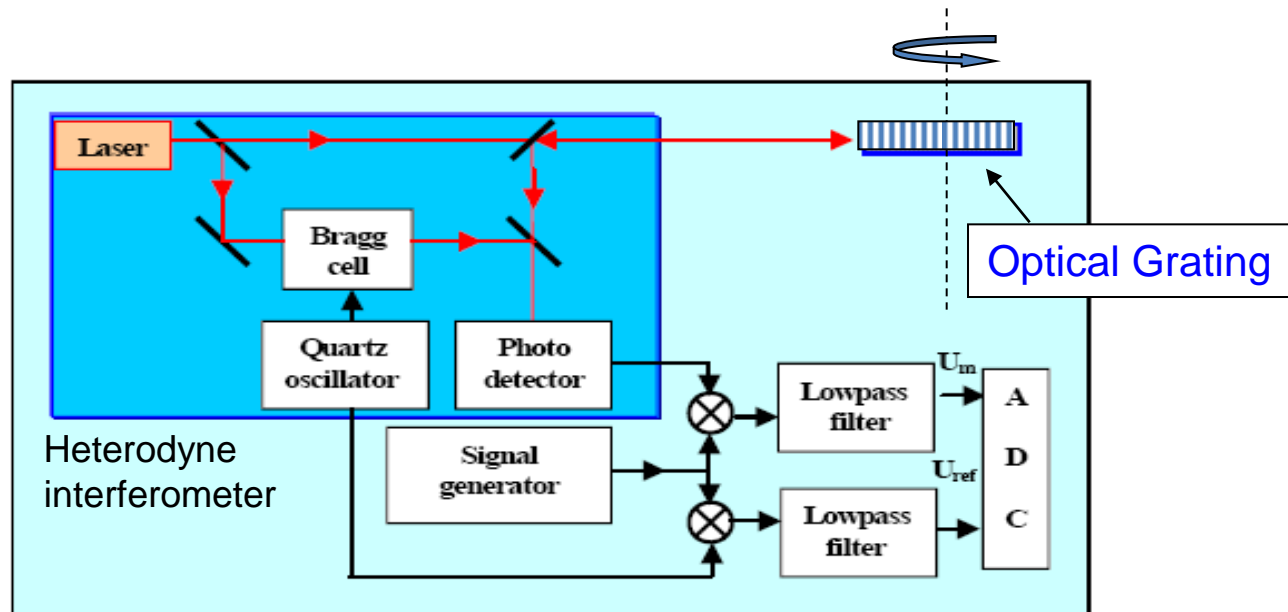 Laser
Bragg
cell
Optical Grating
Quartz
oscillator
Photo
detector
Heterodyne
interferometer
Signal
generator
Lowpass
filter
Um
Lowpass
filter
Uref
A
D
C